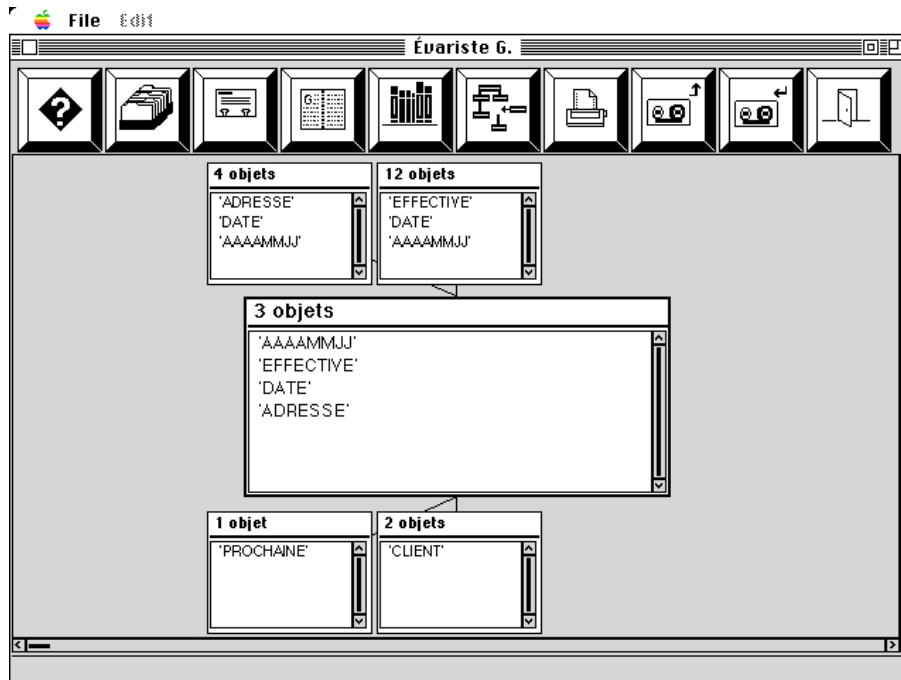 File Edit
Évariste G.
?
G.
4 objets
'ADRESSE'
'DATE'
'AAAAMMJJ'
12 objets
'EFFECTIVE'
'DATE'
'AAAAMMJJ'
3 objets
'AAAAMMJJ'
'EFFECTIVE'
'DATE'
'ADRESSE'
1 objet
'PROCHAINE'
2 objets
'CLIENT'